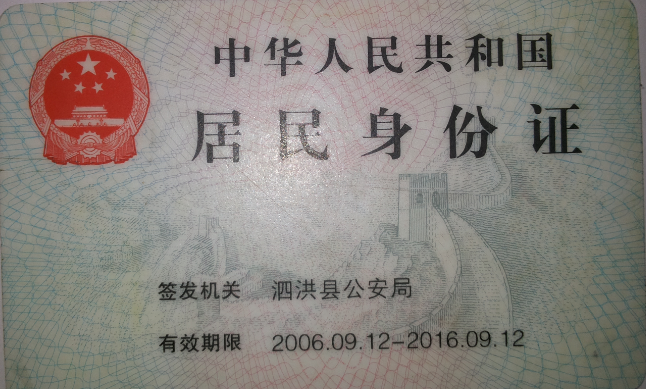 中华人民共和国
居民身份证
签发机关 泗洪县公安局
有效期限 2006.09.12-2016.09.12